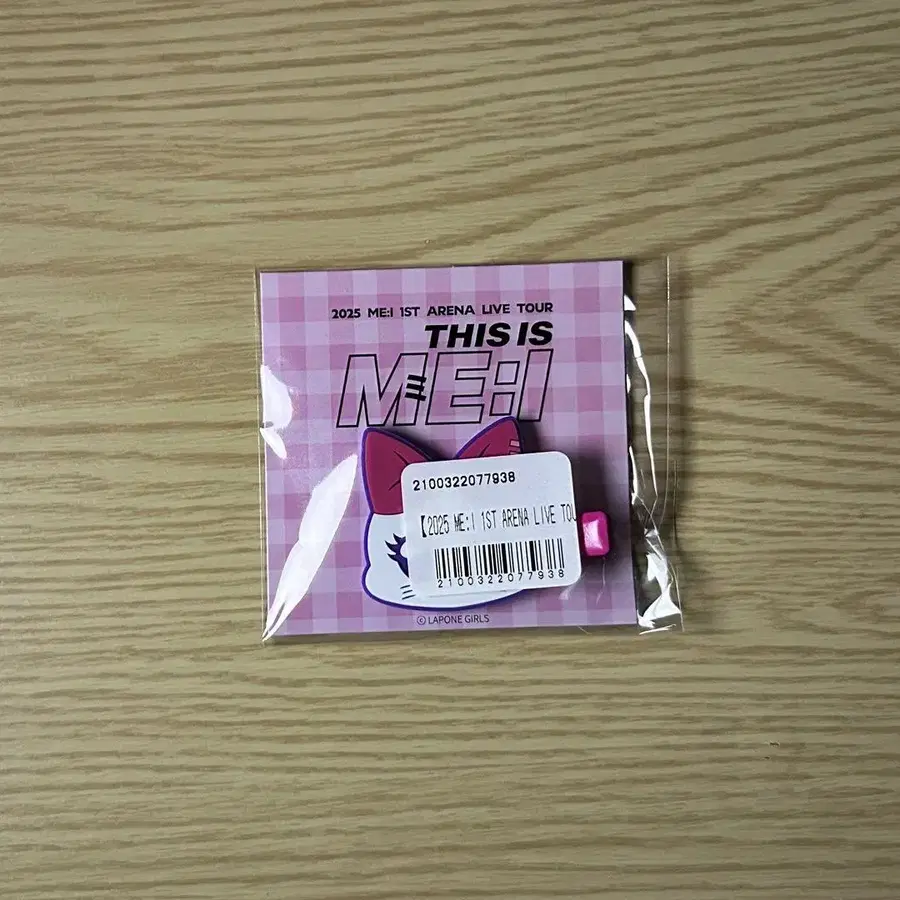 2025 ME:I 1ST ARENA LIVE TOUR
THIS IS
ME:I
2100322077938
【2025 ME:I 1ST ARENA LIVE TOU
2100322077938
© LAPONE GIRLS